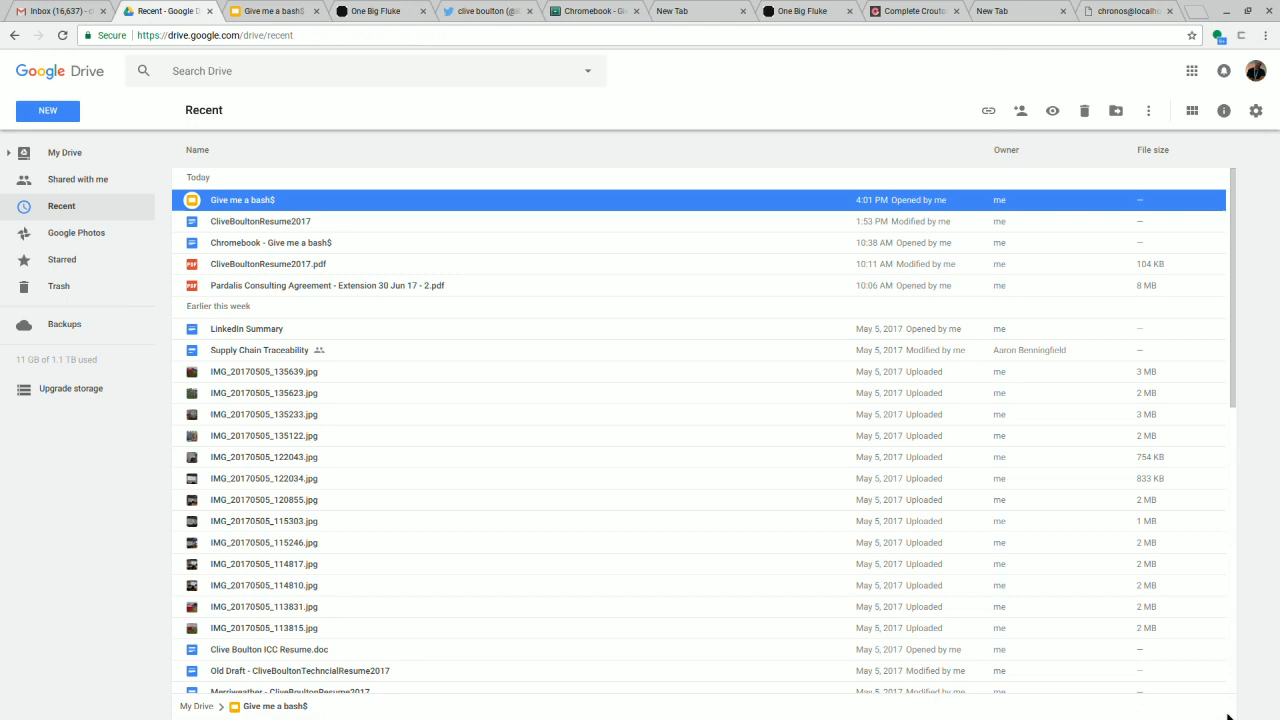 Inbox (16,637) - c
Recent - Google D
Give me a bash$
One Big Fluke
clive boulton (@
Chromebook - Giv
New Tab
One Big Fluke
Complete Crouto
New Tab
chronos@localho
Secure https://drive.google.com/drive/recent
Google Drive
Search Drive
NEW
Recent
My Drive
Shared with me
Recent
Google Photos
Starred
Trash
Backups
11 GB of 1.1 TB used
Upgrade storage
Name Owner File size
Today
Give me a bash$ 4:01 PM Opened by me me —
CliveBoultonResume2017 1:53 PM Modified by me me —
Chromebook - Give me a bash$ 10:38 AM Opened by me me —
PDF CliveBoultonResume2017.pdf 10:11 AM Modified by me me 104 KB
PDF Pardalis Consulting Agreement - Extension 30 Jun 17 - 2.pdf 10:06 AM Opened by me me 8 MB
Earlier this week
LinkedIn Summary May 5, 2017 Opened by me me —
Supply Chain Traceability May 5, 2017 Modified by me Aaron Benningfield —
IMG_20170505_135639.jpg May 5, 2017 Uploaded me 3 MB
IMG_20170505_135623.jpg May 5, 2017 Uploaded me 2 MB
IMG_20170505_135233.jpg May 5, 2017 Uploaded me 3 MB
IMG_20170505_135122.jpg May 5, 2017 Uploaded me 2 MB
IMG_20170505_122043.jpg May 5, 2017 Uploaded me 754 KB
IMG_20170505_122034.jpg May 5, 2017 Uploaded me 833 KB
IMG_20170505_120855.jpg May 5, 2017 Uploaded me 2 MB
IMG_20170505_115303.jpg May 5, 2017 Uploaded me 1 MB
IMG_20170505_115246.jpg May 5, 2017 Uploaded me 2 MB
IMG_20170505_114817.jpg May 5, 2017 Uploaded me 2 MB
IMG_20170505_114810.jpg May 5, 2017 Uploaded me 2 MB
IMG_20170505_113831.jpg May 5, 2017 Uploaded me 2 MB
IMG_20170505_113815.jpg May 5, 2017 Uploaded me 2 MB
Clive Boulton ICC Resume.doc May 5, 2017 Opened by me me —
Old Draft - CliveBoultonTechncialResume2017 May 5, 2017 Modified by me me —
Merriweather - CliveBoultonResume2017 May 5, 2017 Modified by me me —
My Drive > Give me a bash$